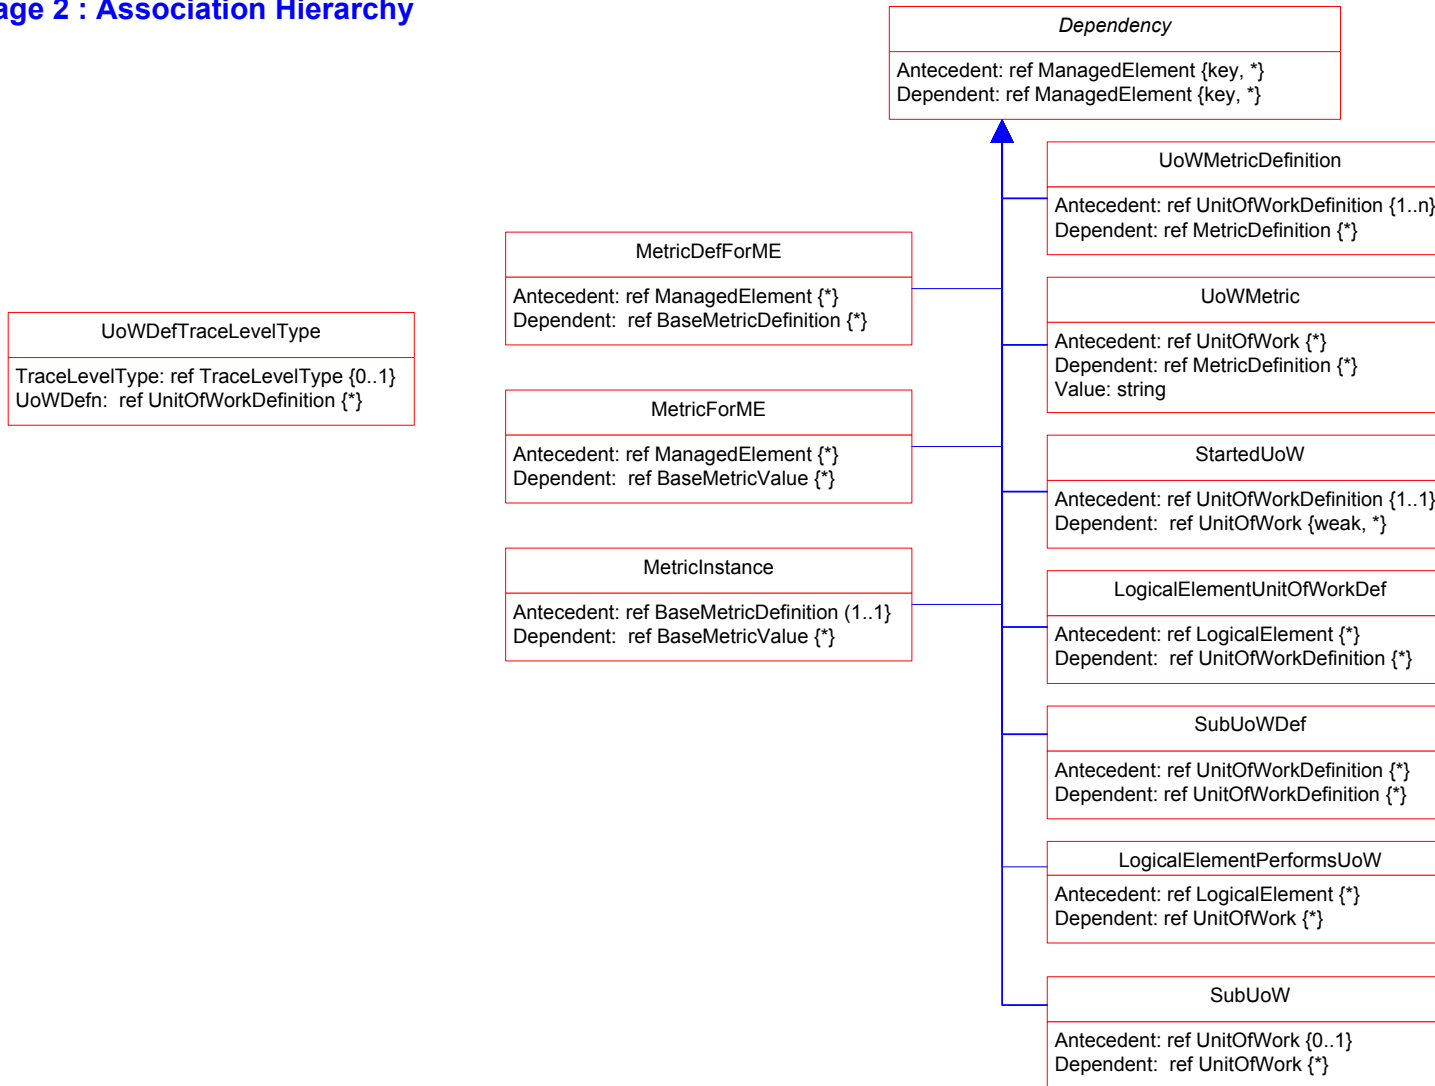 age 2 : Association Hierarchy
Dependency
Antecedent: ref ManagedElement {key, *}
Dependent: ref ManagedElement {key, *}
UoWMetricDefinition
Antecedent: ref UnitOfWorkDefinition {1..n}
Dependent: ref MetricDefinition {*}
MetricDefForME
Antecedent: ref ManagedElement {*}
Dependent:  ref BaseMetricDefinition {*}
UoWMetric
Antecedent: ref UnitOfWork {*}
Dependent: ref MetricDefinition {*}
Value: string
UoWDefTraceLevelType
TraceLevelType: ref TraceLevelType {0..1}
UoWDefn:  ref UnitOfWorkDefinition {*}
MetricForME
Antecedent: ref ManagedElement {*}
Dependent:  ref BaseMetricValue {*}
StartedUoW
Antecedent: ref UnitOfWorkDefinition {1..1}
Dependent:  ref UnitOfWork {weak, *}
MetricInstance
Antecedent: ref BaseMetricDefinition (1..1}
Dependent:  ref BaseMetricValue {*}
LogicalElementUnitOfWorkDef
Antecedent: ref LogicalElement {*}
Dependent:  ref UnitOfWorkDefinition {*}
SubUoWDef
Antecedent: ref UnitOfWorkDefinition {*}
Dependent: ref UnitOfWorkDefinition {*}
LogicalElementPerformsUoW
Antecedent: ref LogicalElement {*}
Dependent: ref UnitOfWork {*}
SubUoW
Antecedent: ref UnitOfWork {0..1}
Dependent:  ref UnitOfWork {*}